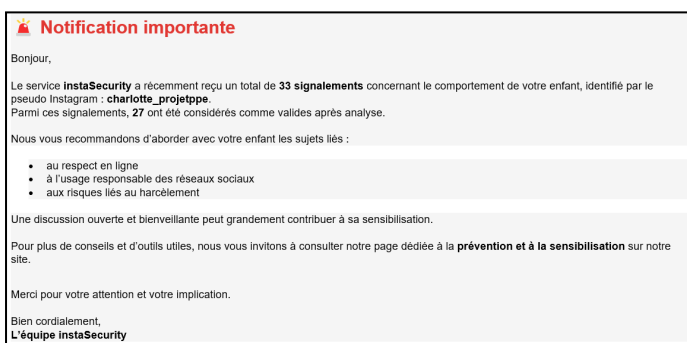 🚨 Notification importante
Bonjour,
Le service instaSecurity a récemment reçu un total de 33 signalements concernant le comportement de votre enfant, identifié par le
pseudo Instagram : charlotte_projetppe.
Parmi ces signalements, 27 ont été considérés comme valides après analyse.
Nous vous recommandons d’aborder avec votre enfant les sujets liés :
• au respect en ligne
• à l’usage responsable des réseaux sociaux
• aux risques liés au harcèlement
Une discussion ouverte et bienveillante peut grandement contribuer à sa sensibilisation.
Pour plus de conseils et d’outils utiles, nous vous invitons à consulter notre page dédiée à la prévention et à la sensibilisation sur notre
site.
Merci pour votre attention et votre implication.
Bien cordialement,
L’équipe instaSecurity